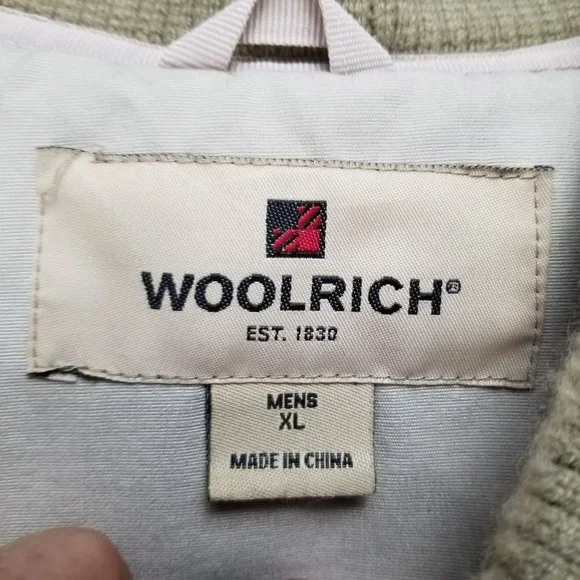 WOOLRICH®
EST. 1830
MENS
XL
MADE IN CHINA